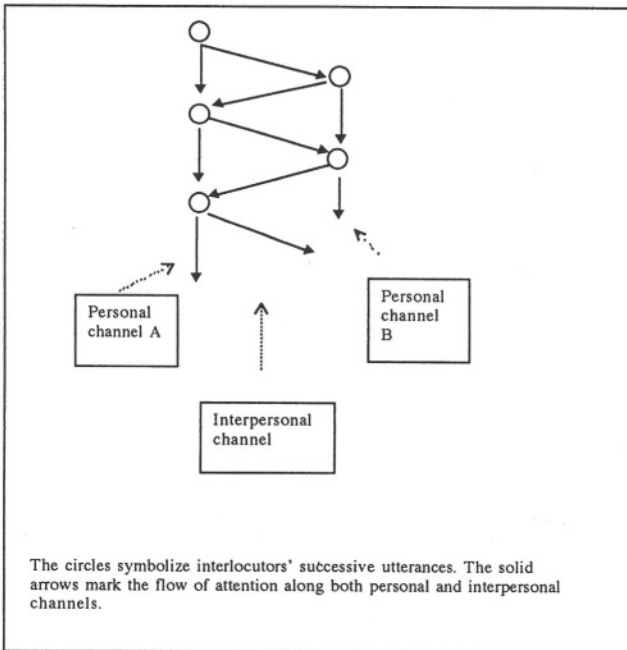 Personal
channel A
Personal
channel
B
Interpersonal
channel
The circles symbolize interlocutors' successive utterances. The solid
arrows mark the flow of attention along both personal and interpersonal
channels.